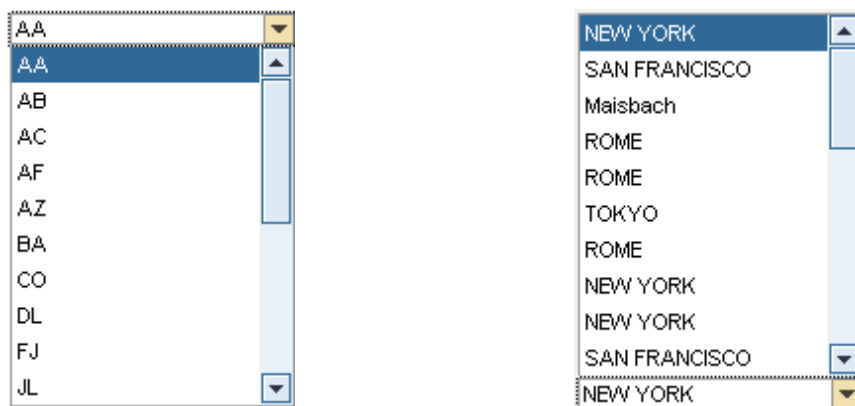 AA
AA
AB
AC
AF
AZ
BA
CO
DL
FJ
JL
NEW YORK
SAN FRANCISCO
Maisbach
ROME
ROME
TOKYO
ROME
NEW YORK
NEW YORK
SAN FRANCISCO
NEW YORK